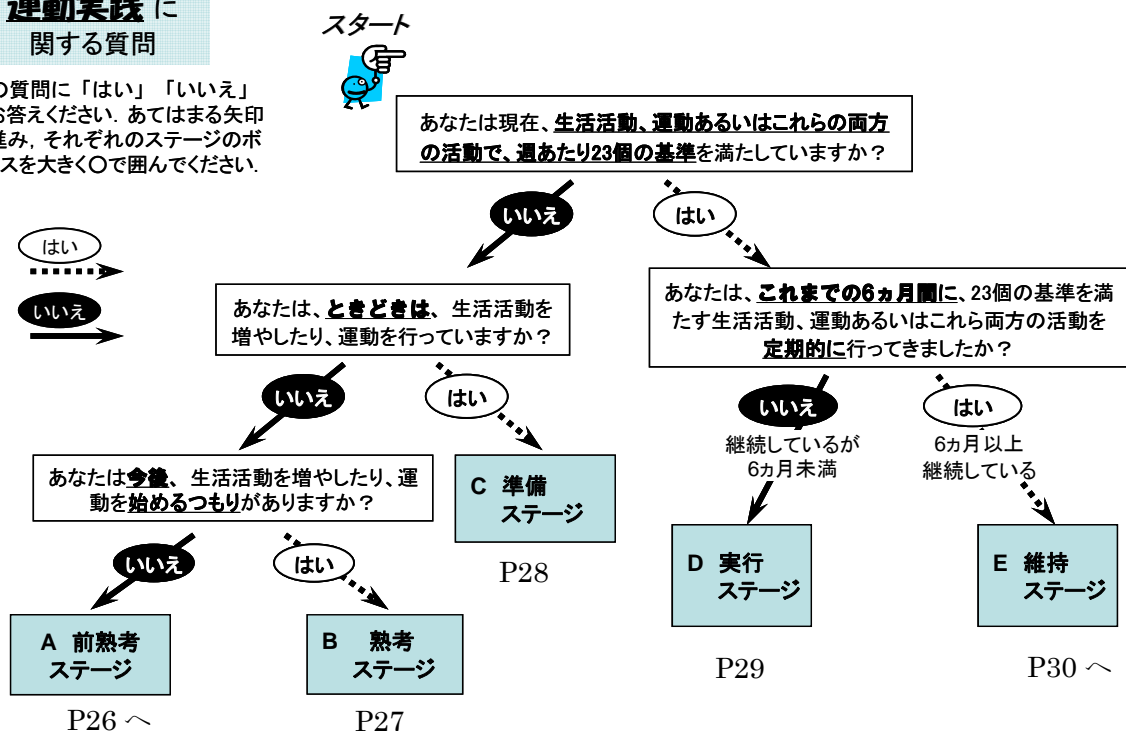 運動実践 に
関する質問
の質問に 「はい」 「いいえ」
お答えください. あてはまる矢印
進み, それぞれのステージのボ
スを大きく〇で囲んでください.
はい
いいえ
スタート
あなたは現在、生活活動、運動あるいはこれらの両方
の活動で、週あたり23個の基準を満たしていますか？
いいえ
はい
あなたは、ときどきは、 生活活動を
増やしたり、運動を行っていますか？
あなたは、これまでの6ヵ月間に、23個の基準を満
たす生活活動、運動あるいはこれら両方の活動を
定期的に行ってきましたか？
いいえ
はい
いいえ
はい
継続しているが
6ヵ月未満
6ヵ月以上
継続している
あなたは今後、 生活活動を増やしたり、運
動を始めるつもりがありますか？
C 準備
ステージ
P28
いいえ
はい
D 実行
ステージ
P29
E 維持
ステージ
P30 へ
A 前熟考
ステージ
P26 へ
B 熟考
ステージ
P27